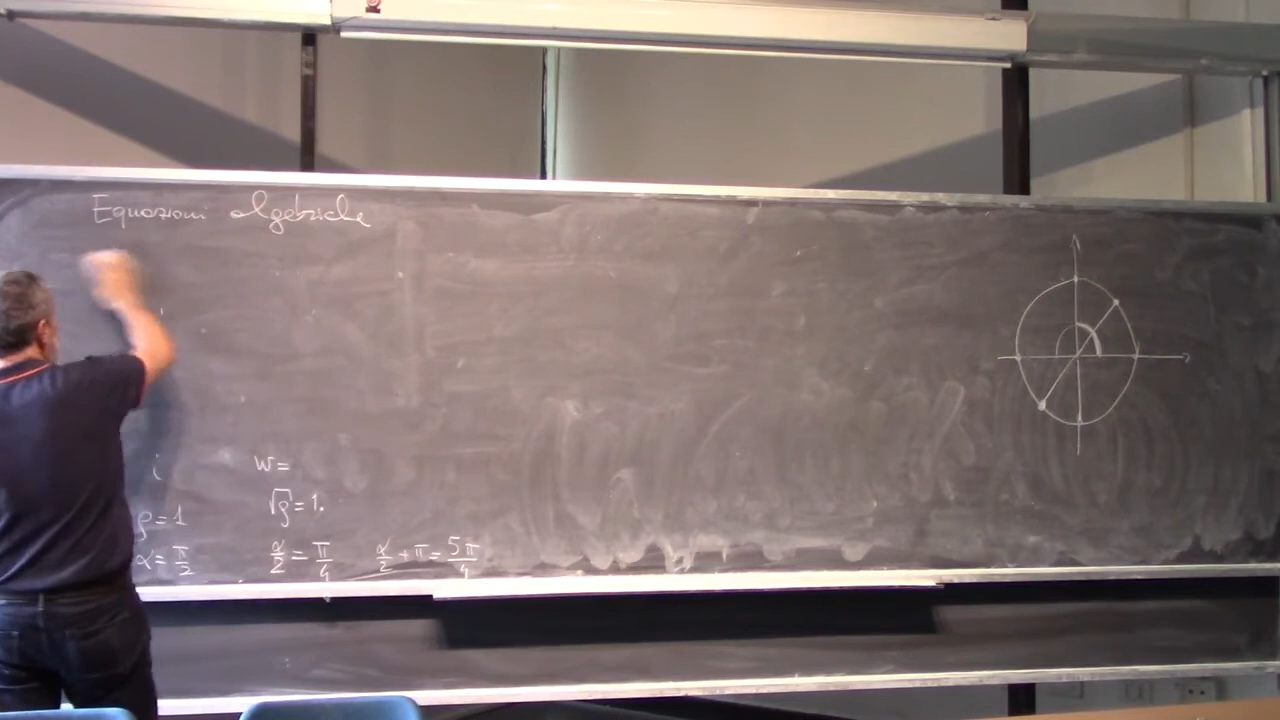 Equazioni algebriche
i w=
ρ=1 √ρ=1.
α=π/2 α/2=π/4 α/2+π=5π/4